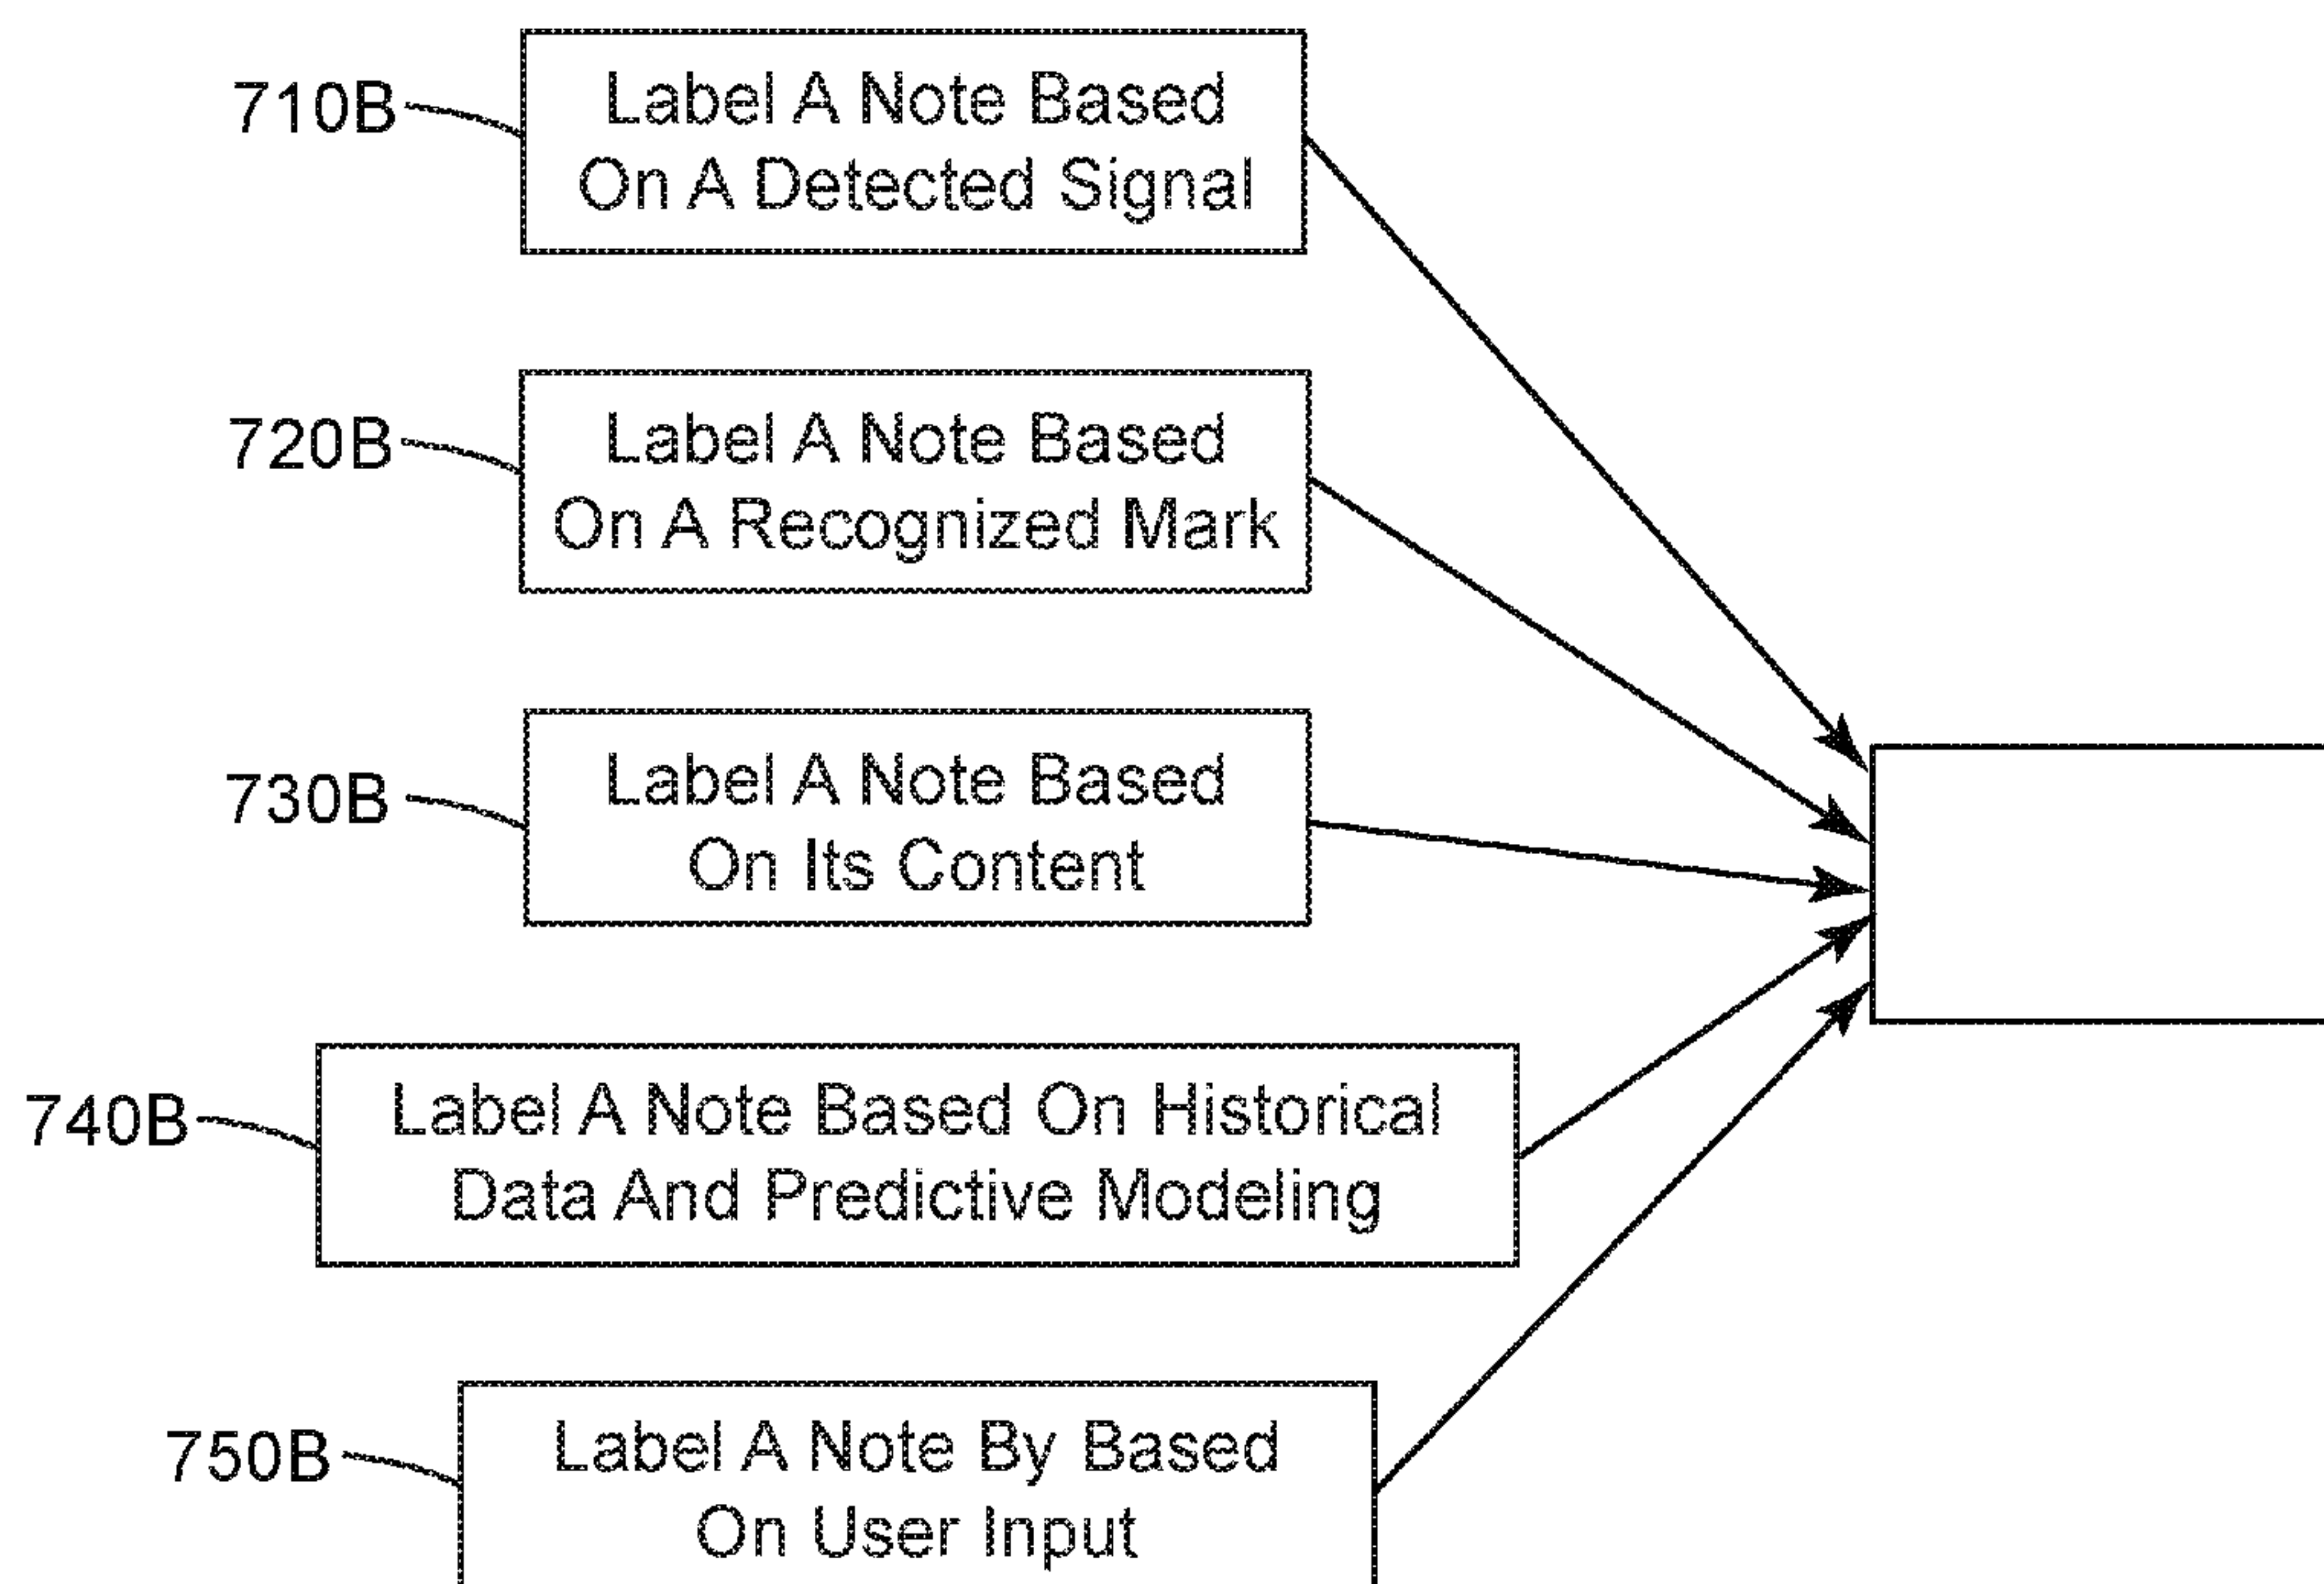 710B
Label A Note Based
On A Detected Signal
720B
Label A Note Based
On A Recognized Mark
730B
Label A Note Based
On Its Content
740B
Label A Note Based On Historical
Data And Predictive Modeling
750B
Label A Note By Based
On User Input